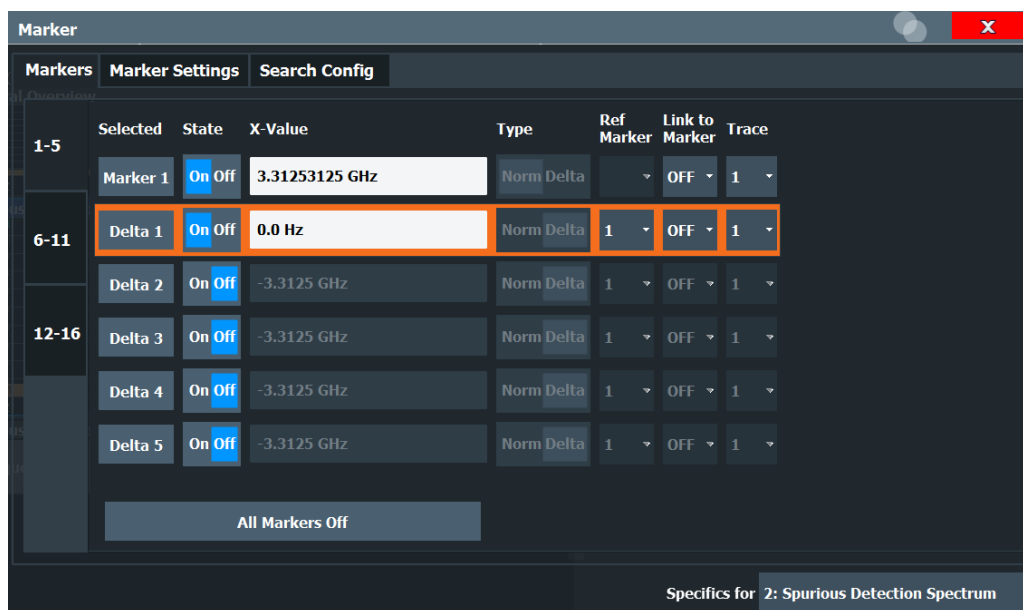 Marker
X
Markers Marker Settings Search Config
1-5
6-11
12-16
Selected State X-Value Type Ref Marker Link to Marker Trace
Marker 1 On Off 3.31253125 GHz Norm Delta OFF 1
Delta 1 On Off 0.0 Hz Norm Delta 1 OFF 1
Delta 2 On Off -3.3125 GHz Norm Delta 1 OFF 1
Delta 3 On Off -3.3125 GHz Norm Delta 1 OFF 1
Delta 4 On Off -3.3125 GHz Norm Delta 1 OFF 1
Delta 5 On Off -3.3125 GHz Norm Delta 1 OFF 1
All Markers Off
Specifics for 2: Spurious Detection Spectrum